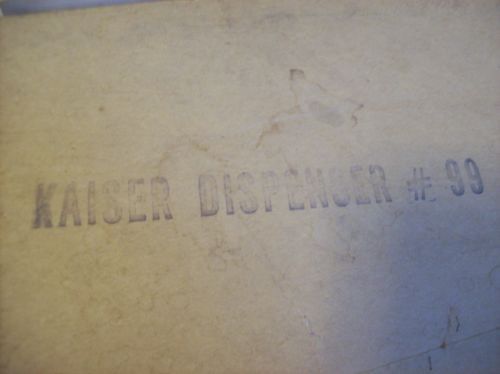 KAISER DISPENSER # 99